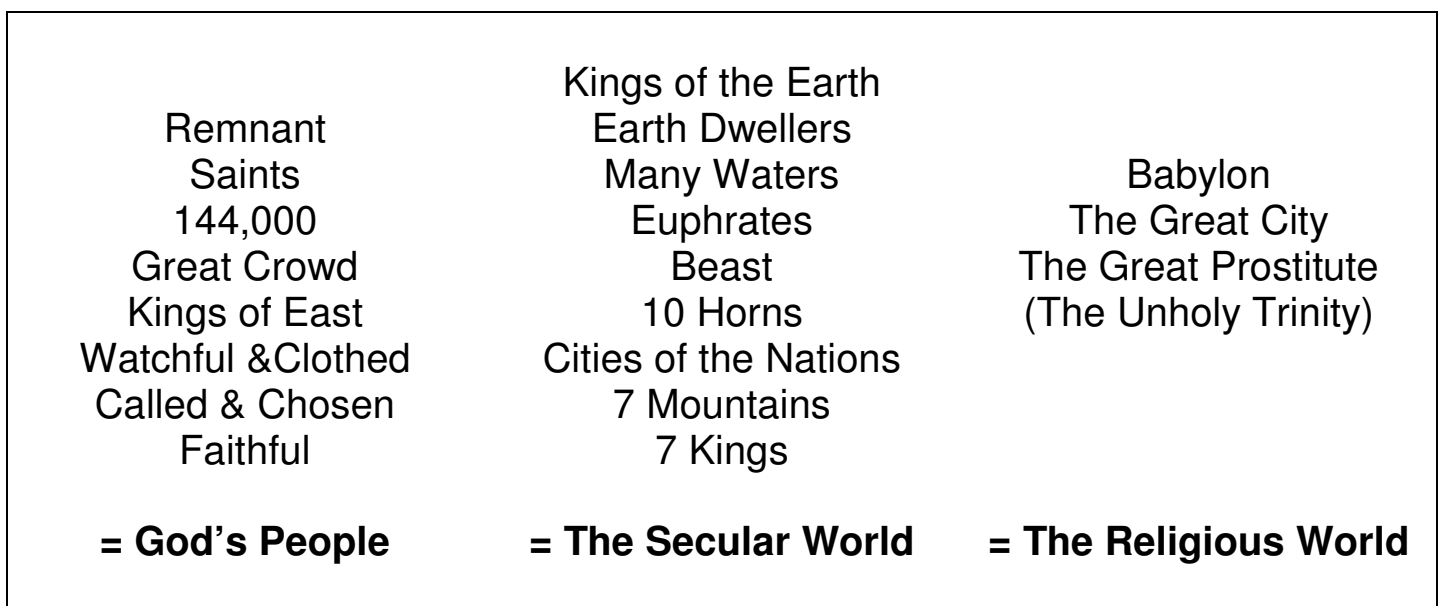 Remnant
Saints
144,000
Great Crowd
Kings of East
Watchful &Clothed
Called & Chosen
Faithful
= God’s People
Kings of the Earth
Earth Dwellers
Many Waters
Euphrates
Beast
10 Horns
Cities of the Nations
7 Mountains
7 Kings
= The Secular World
Babylon
The Great City
The Great Prostitute
(The Unholy Trinity)
= The Religious World